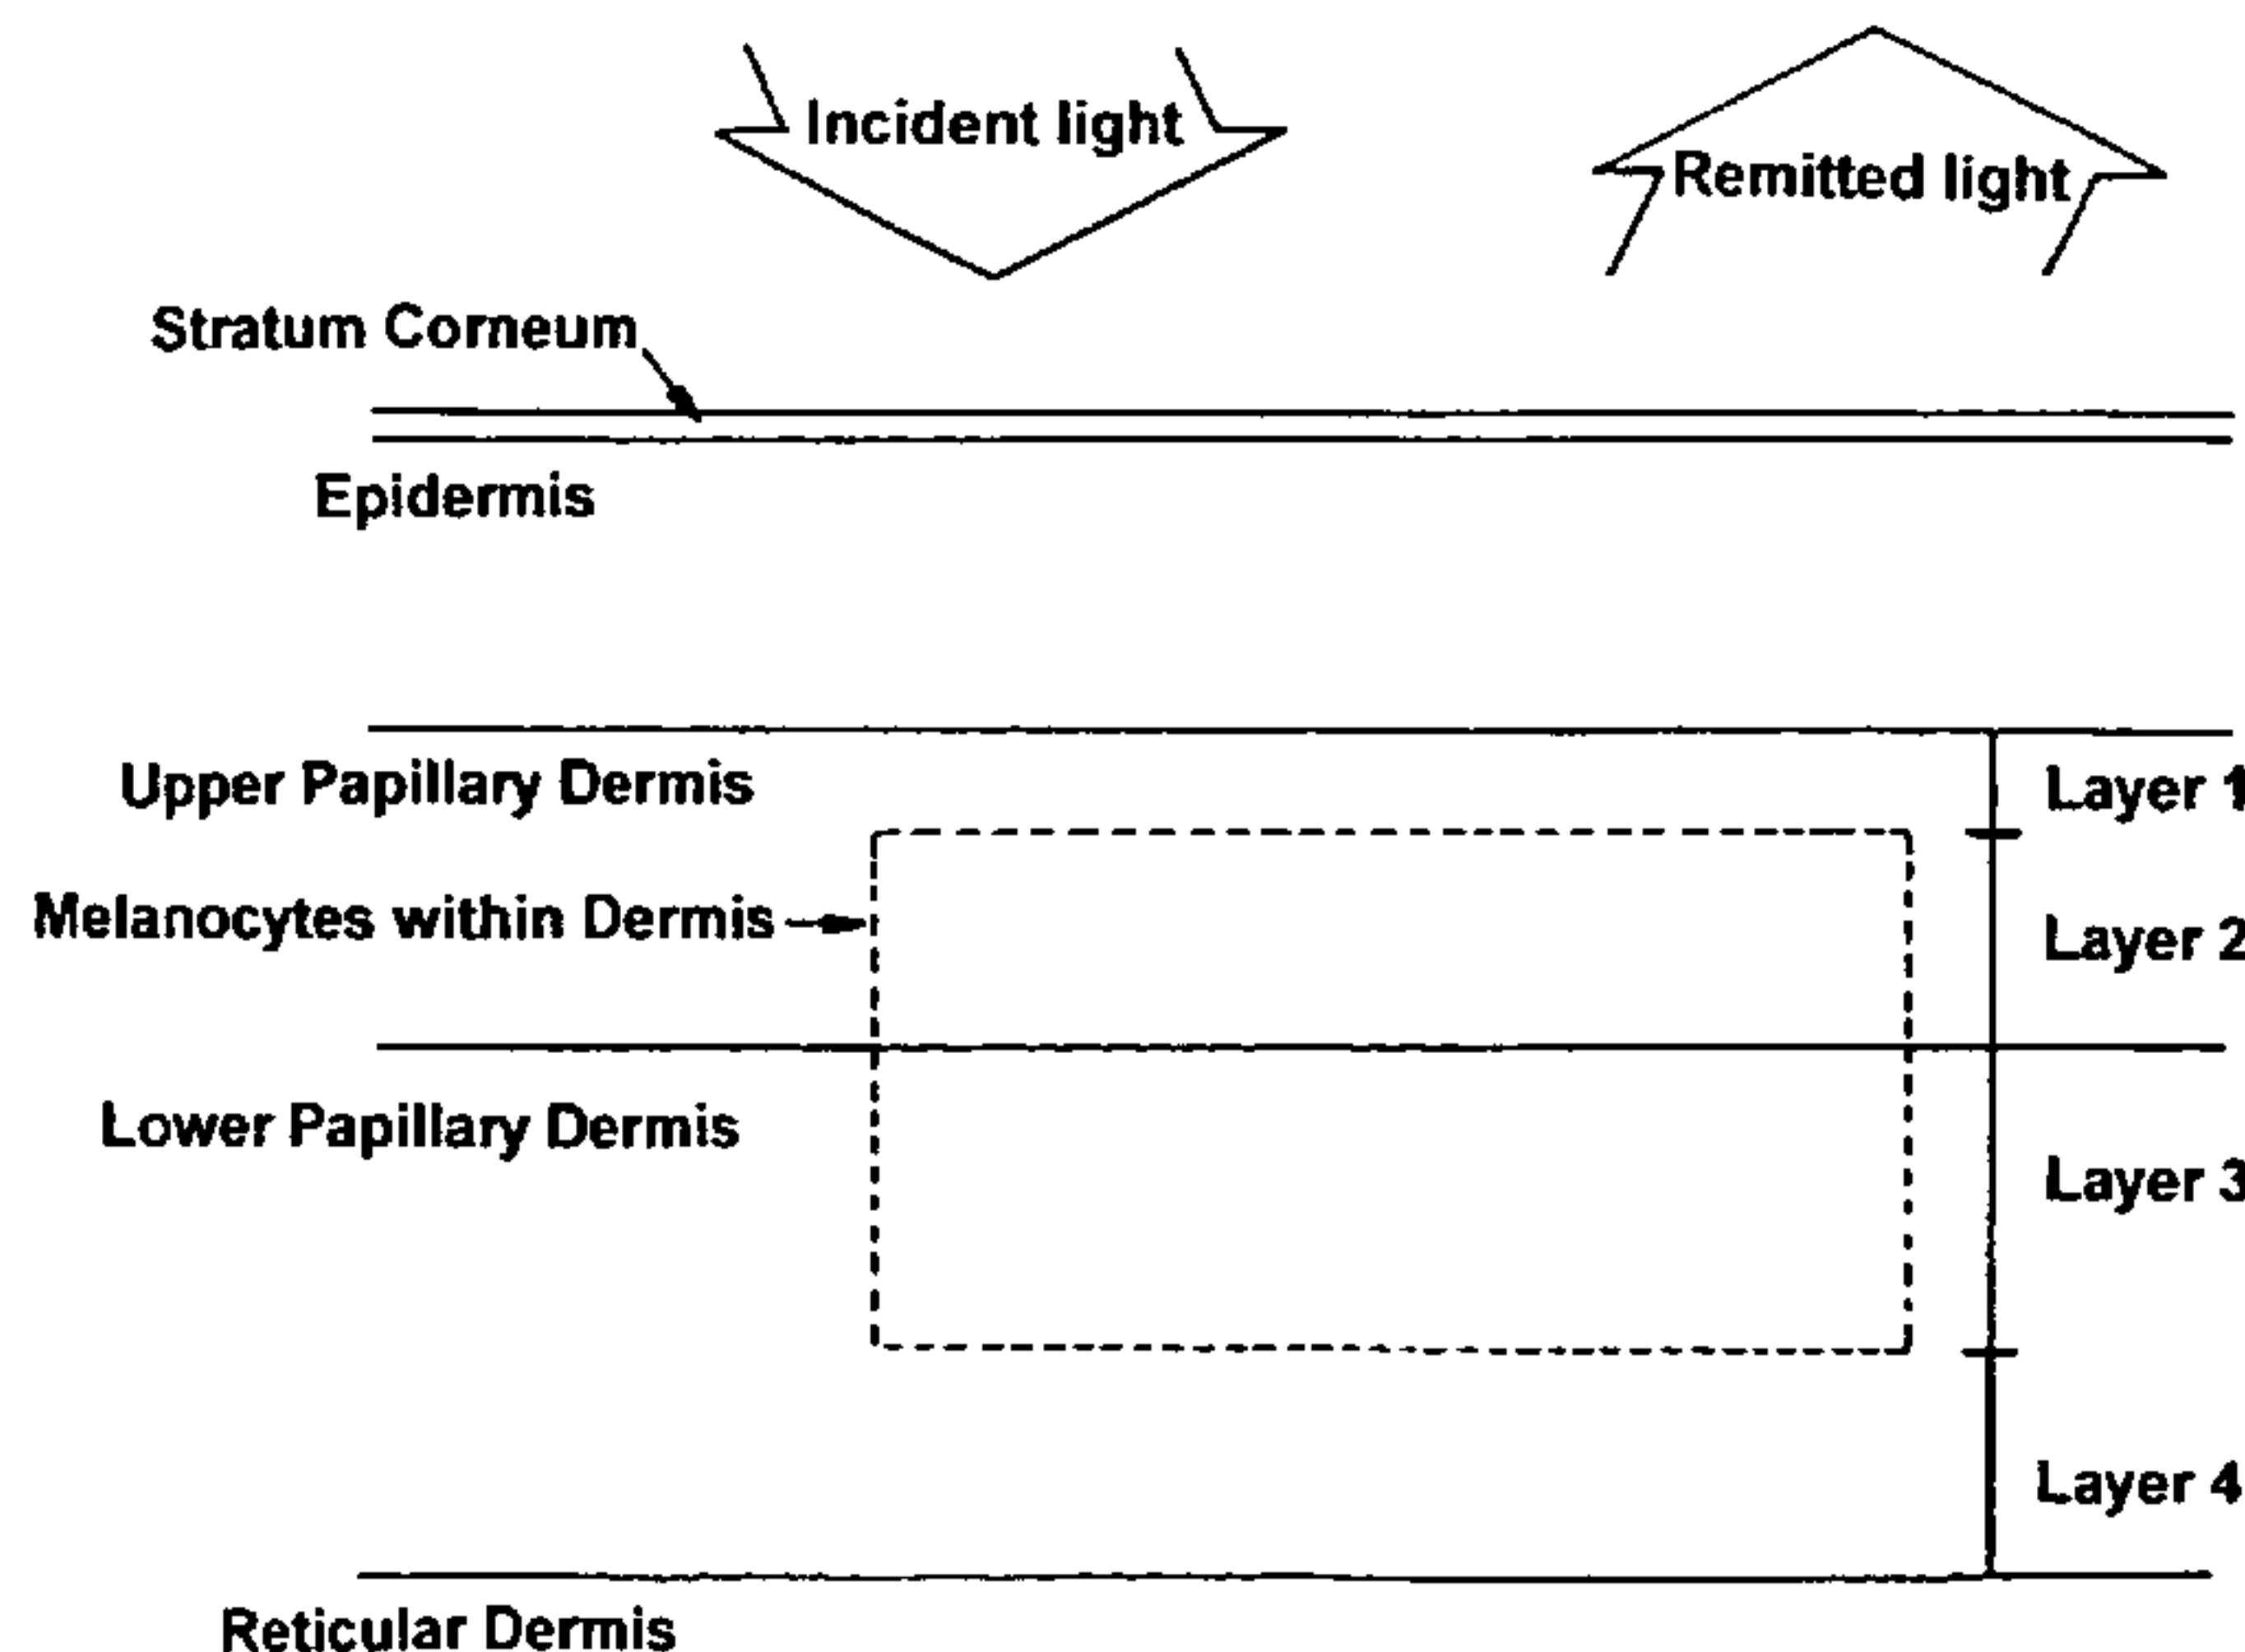 Incident light
Remitted light
Stratum Corneum
Epidermis
Upper Papillary Dermis
Layer 1
Melanocytes within Dermis
Layer 2
Lower Papillary Dermis
Layer 3
Layer 4
Reticular Dermis